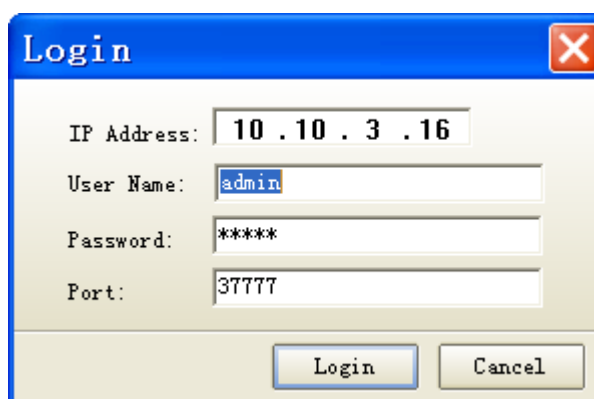 Login
IP Address: 10 .10 . 3 .16
User Name: admin
Password: *****
Port: 37777
Login Cancel